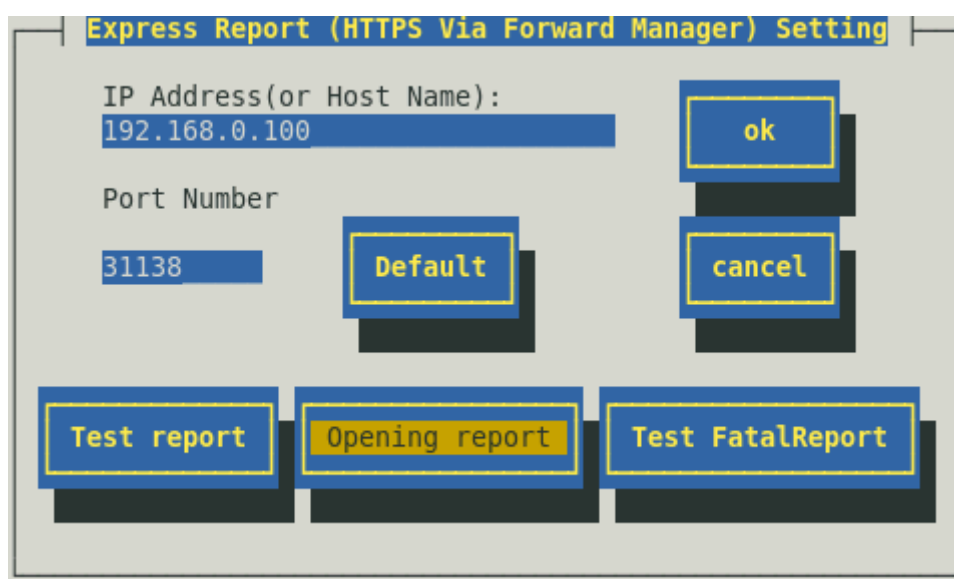 Express Report (HTTPS Via Forward Manager) Setting
IP Address(or Host Name):
192.168.0.100
ok
Port Number
31138
Default
cancel
Test report
Opening report
Test FatalReport